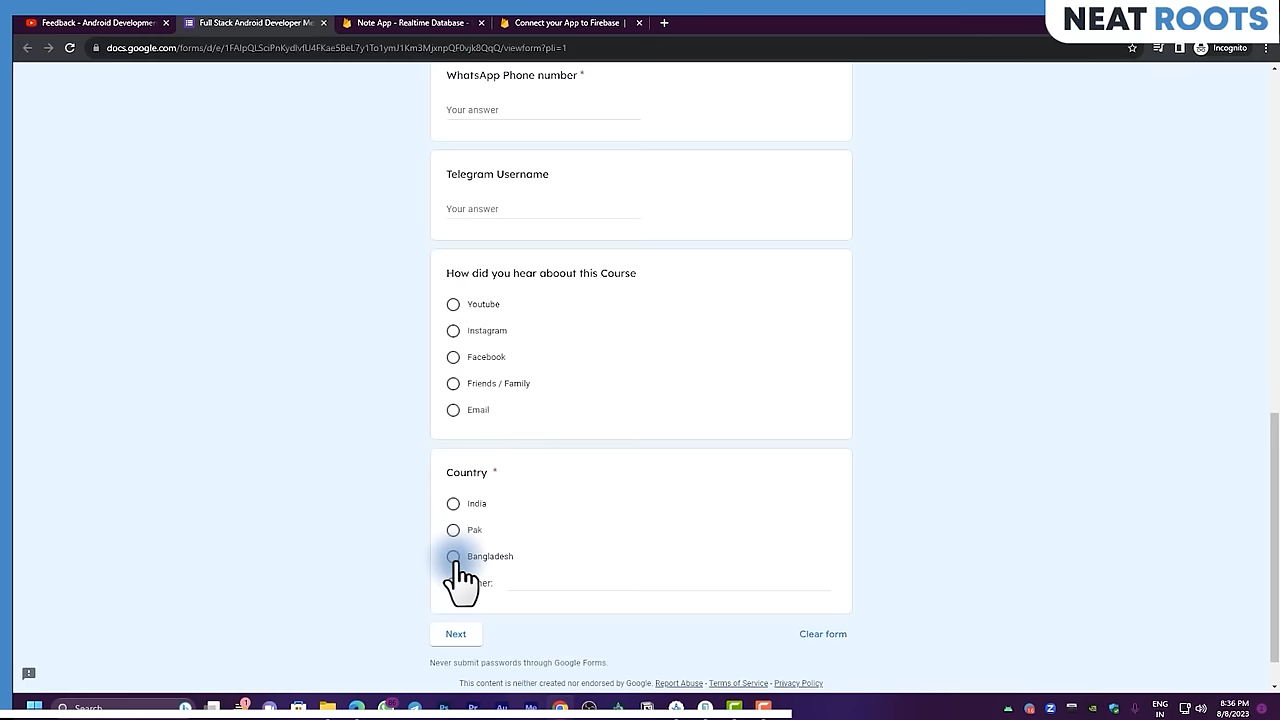 NEAT ROOTS
Feedback - Android Developmen
Full Stack Android Developer Me
Note App - Realtime Database -
Connect your App to Firebase
Incognito
WhatsApp Phone number *
Your answer
Telegram Username
Your answer
How did you hear aboout this Course
Youtube
Instagram
Facebook
Friends / Family
Email
Country *
India
Pak
Bangladesh
Next
Clear form
Never submit passwords through Google Forms.
This content is neither created nor endorsed by Google. Report Abuse - Terms of Service - Privacy Policy
Search
ENG
IN
8:36 PM
8/8/2023